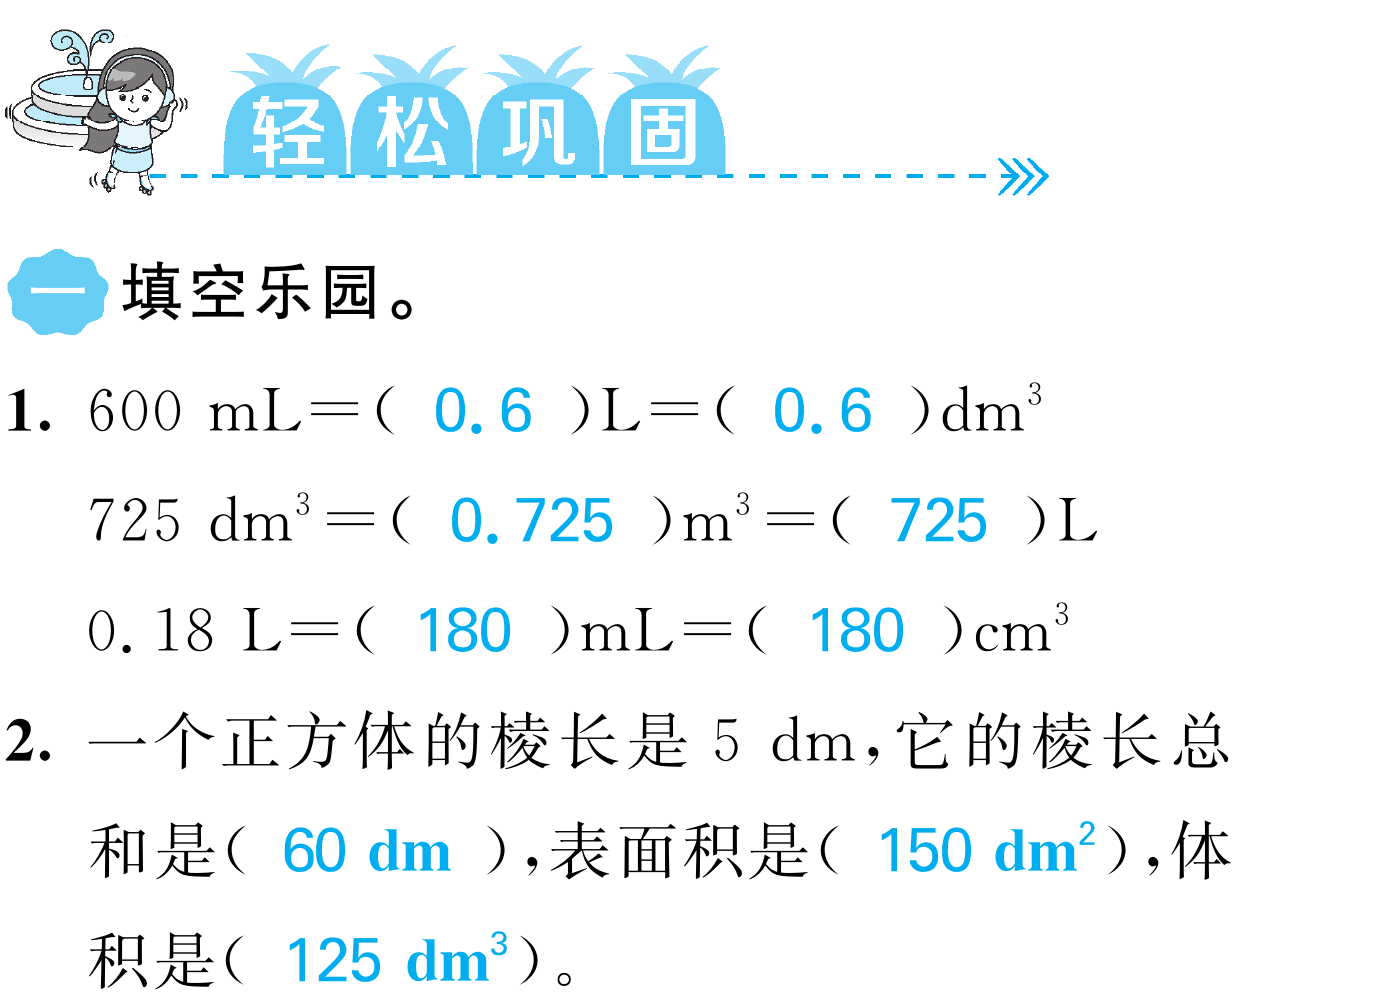 轻松巩固
一 填空乐园。
1. 600 mL=( 0.6 )L=( 0.6 )dm³
725 dm³=( 0.725 )m³=( 725 )L
0.18 L=( 180 )mL=( 180 )cm³
2. 一个正方体的棱长是 5 dm,它的棱长总
和是( 60 dm ),表面积是( 150 dm²),体
积是( 125 dm³)。